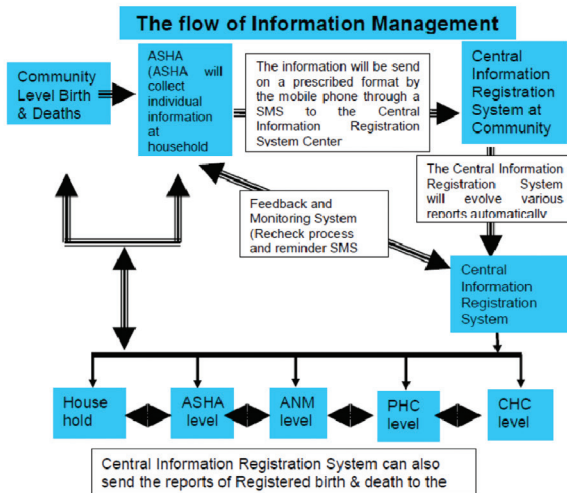 The flow of Information Management
Community
Level Birth
& Deaths
ASHA
(ASHA will
collect
individual
information
at
household
The information will be send
on a prescribed format by
the mobile phone through a
SMS to the Central
Information Registration
System Center
Central
Information
Registration
System at
Community
The Central Information
Registration System
will evolve various
reports automatically
Feedback and
Monitoring System
(Recheck process
and reminder SMS
Central
Information
Registration
System
House
hold
ASHA
level
ANM
level
PHC
level
CHC
level
Central Information Registration System can also
send the reports of Registered birth & death to the